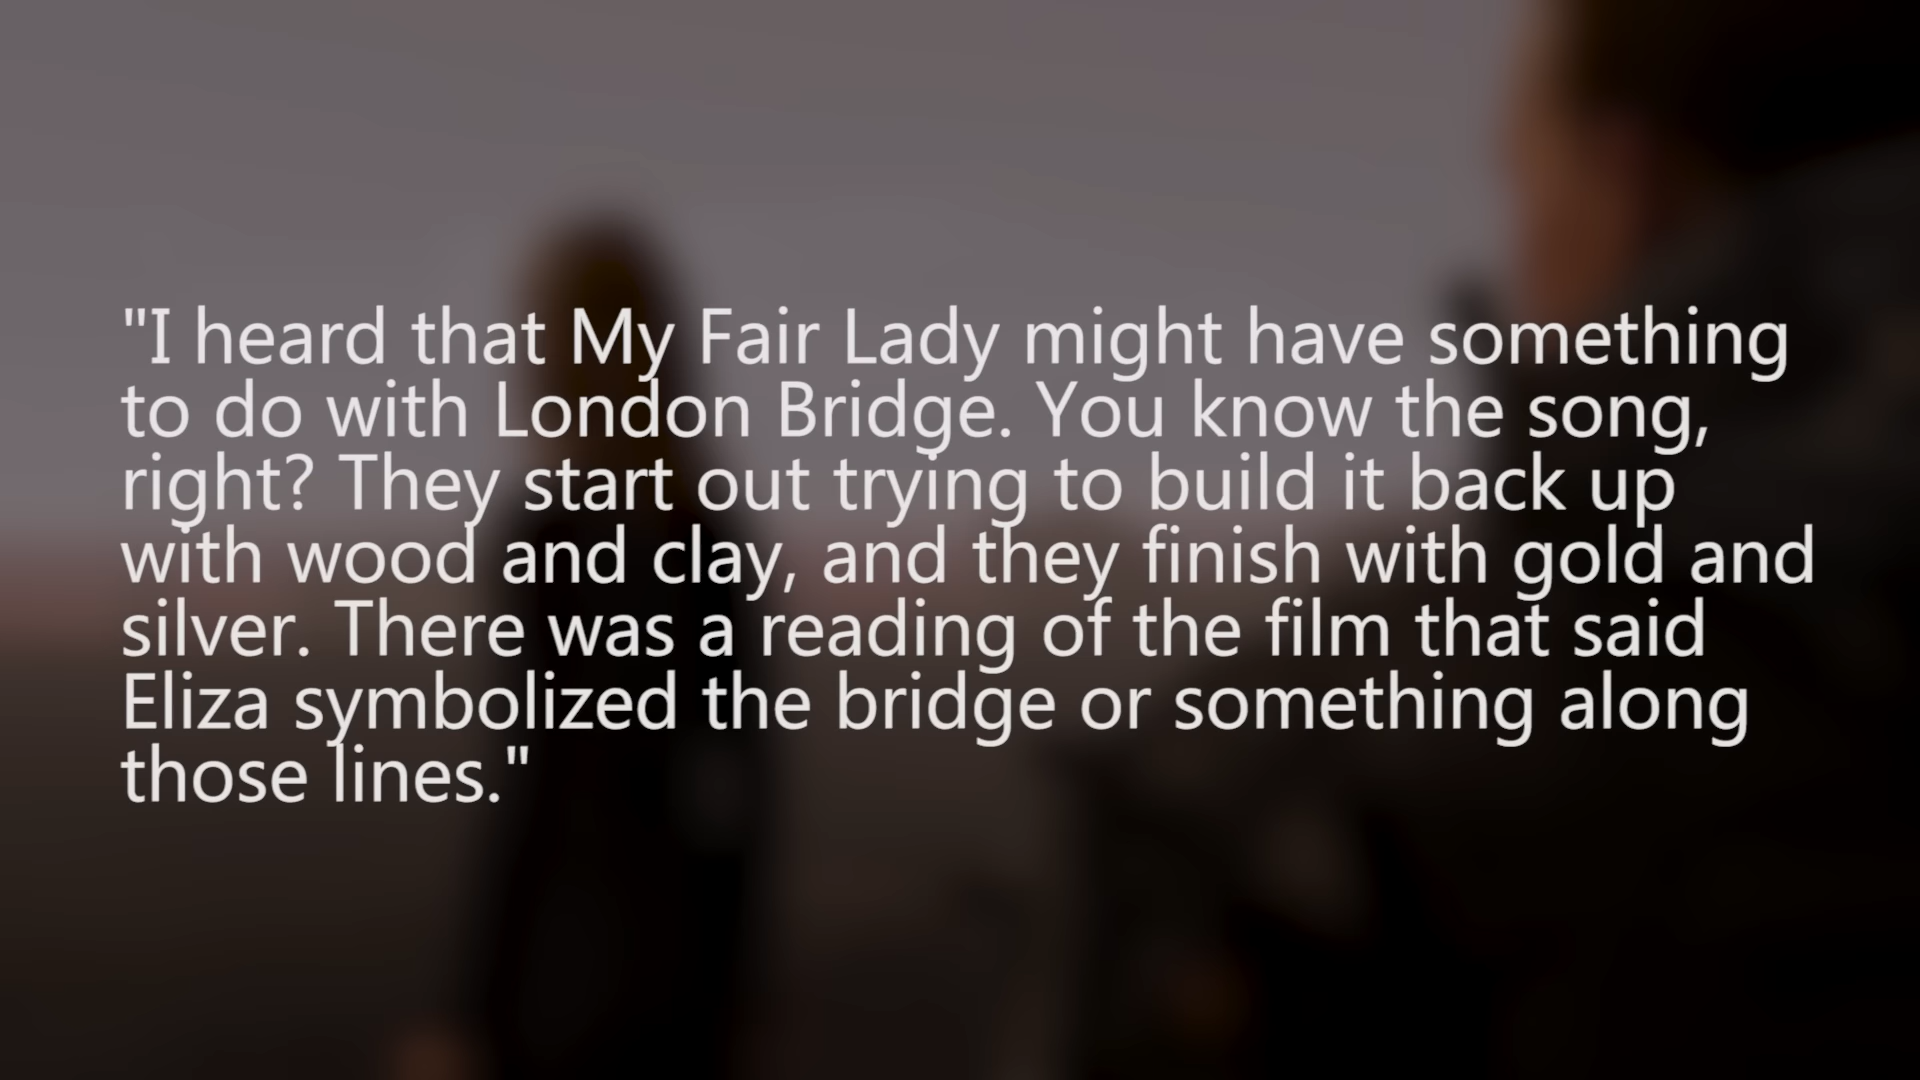 "I heard that My Fair Lady might have something
to do with London Bridge. You know the song,
right? They start out trying to build it back up
with wood and clay, and they finish with gold and
silver. There was a reading of the film that said
Eliza symbolized the bridge or something along
those lines."